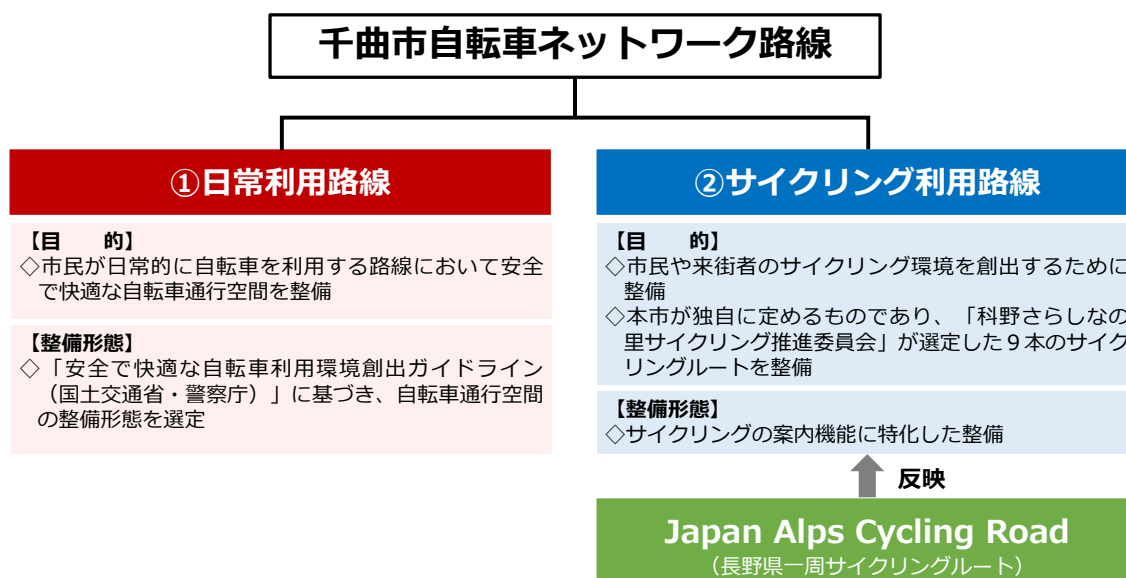 千曲市自転車ネットワーク路線
①日常利用路線
【目　　的】
◇市民が日常的に自転車を利用する路線において安全
で快適な自転車通行空間を整備
【整備形態】
◇「安全で快適な自転車利用環境創出ガイドライン
（国土交通省・警察庁）」に基づき、自転車通行空間
の整備形態を選定
②サイクリング利用路線
【目　　的】
◇市民や来街者のサイクリング環境を創出するために
整備
◇本市が独自に定めるものであり、「科野さらしなの
里サイクリング推進委員会」が選定した９本のサイク
リングルートを整備
【整備形態】
◇サイクリングの案内機能に特化した整備
反映
Japan Alps Cycling Road
（長野県一周サイクリングルート）